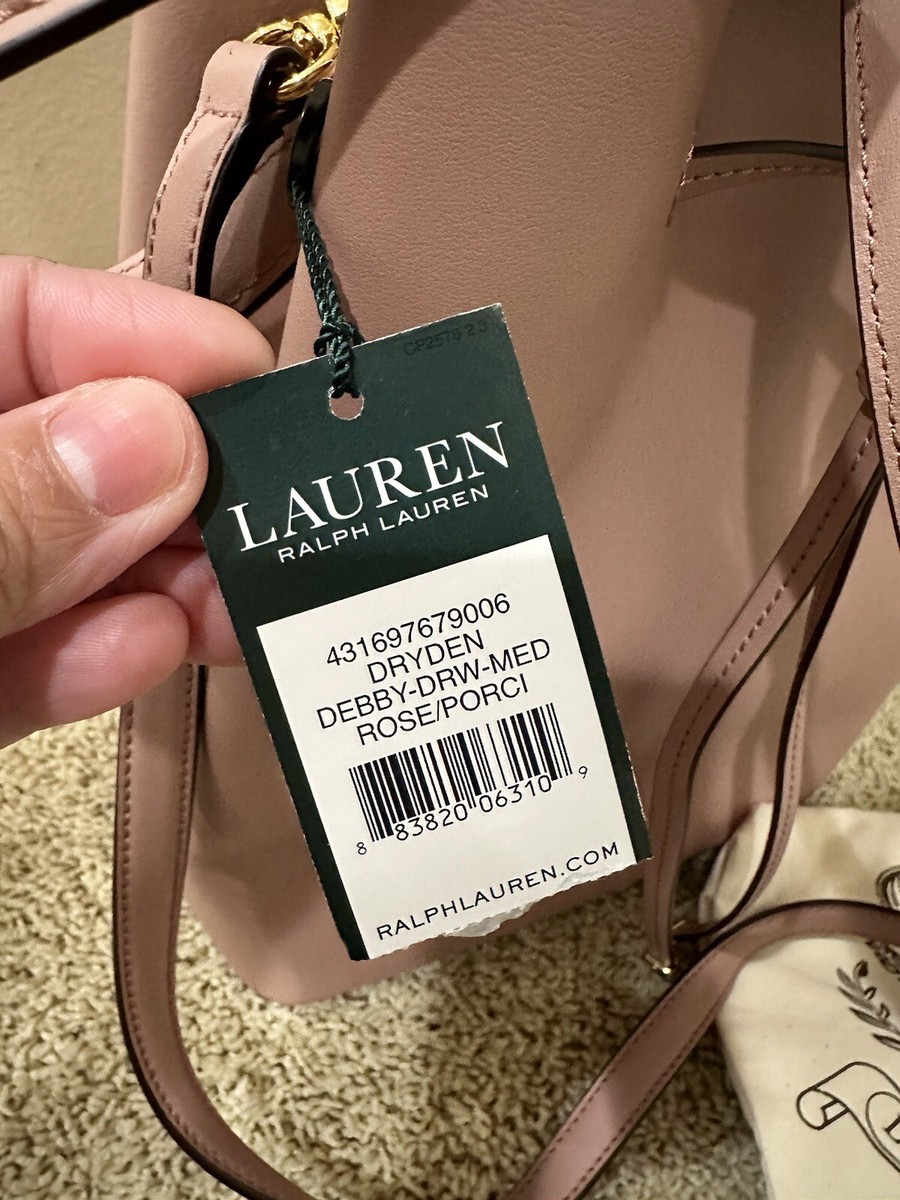 CP2578 2.3
LAUREN
RALPH LAUREN
431697679006
DRYDEN
DEBBY-DRW-MED
ROSE/PORCI
8 83820 06310 9
RALPHLAUREN.COM